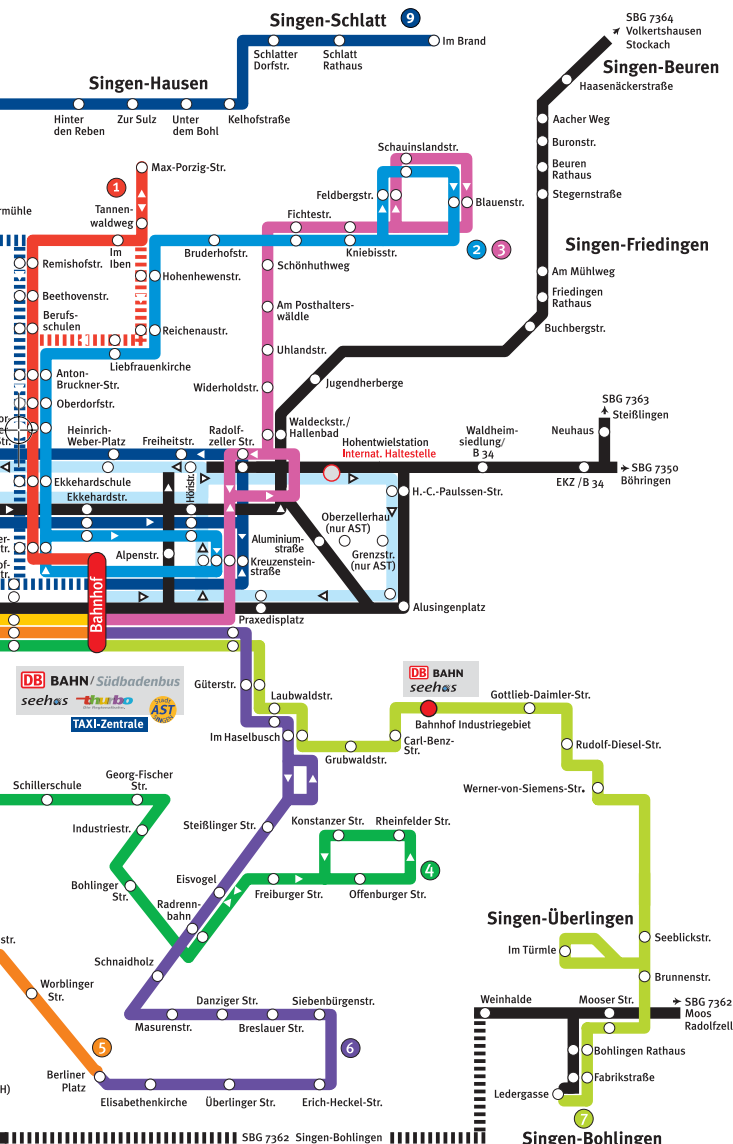 Singen-Schlatt 9
SBG 7364
Volkertshausen
Stockach
Im Brand
Schlatter
Dorfstr.
Schlatt
Rathaus
Singen-Beuren
Singen-Hausen
Haasenäckerstraße
Hinter
den Reben
Zur Sulz
Unter
dem Bohl
Kelhofstraße
Aacher Weg
Buronstr.
Schauinslandstr.
Beuren
Rathaus
Max-Porzig-Str.
1
Feldbergstr.
Blauenstr.
Stegernstraße
Tannen-
waldweg
Fichtestr.
Im
Iben
Bruderhofstr.
Kniebisstr.
2 3
Singen-Friedingen
Remishofstr.
Hohenhewenstr.
Schönhuthweg
Am Mühlweg
Beethovenstr.
Friedingen
Rathaus
Am Posthalters-
wäldle
Berufs-
schulen
Reichenaustr.
Buchbergstr.
Uhlandstr.
Liebfrauenkirche
Anton-
Bruckner-Str.
Widerholdstr.
Jugendherberge
Oberdorfstr.
SBG 7363
Steißlingen
Heinrich-
Weber-Platz
Freiheitstr.
Radolf-
zeller Str.
Waldeckstr./
Hallenbad
Hohentwielstation
Internat. Haltestelle
Waldheim-
siedlung/
B 34
Neuhaus
SBG 7350
Böhringen
Ekkehardschule
Höristr.
EKZ / B 34
Ekkehardstr.
H.-C.-Paulssen-Str.
Oberzellerhau
(nur AST)
Alpenstr.
Aluminium-
straße
Grenzstr.
(nur AST)
Kreuzenstein-
straße
Bahnhof
Alusingenplatz
Praxedisplatz
DB BAHN/Südbadenbus
seehas
thurbo
Stadt
AST
SINGEN
TAXI-Zentrale
Güterstr.
DB BAHN
seehas
Laubwaldstr.
Gottlieb-Daimler-Str.
Bahnhof Industriegebiet
Im Haselbusch
Carl-Benz-
Str.
Grubwaldstr.
Rudolf-Diesel-Str.
Georg-Fischer
Str.
Schillerschule
Werner-von-Siemens-Str.
Industriestr.
Steißlinger Str.
Konstanzer Str.
Rheinfelder Str.
4
Bohlinger
Str.
Eisvogel
Freiburger Str.
Offenburger Str.
Radrenn-
bahn
Singen-Überlingen
Seeblickstr.
Im Türmle
Schnaidholz
Brunnenstr.
Worblinger
Str.
Danziger Str.
Siebenbürgenstr.
Weinhalde
Mooser Str.
SBG 7362
Moos
Radolfzell
Masurenstr.
Breslauer Str.
5
6
Bohlingen Rathaus
Berliner
Platz
Fabrikstraße
Ledergasse
Elisabethenkirche
Überlinger Str.
Erich-Heckel-Str.
7
SBG 7362 Singen-Bohlingen
Singen-Bohlingen